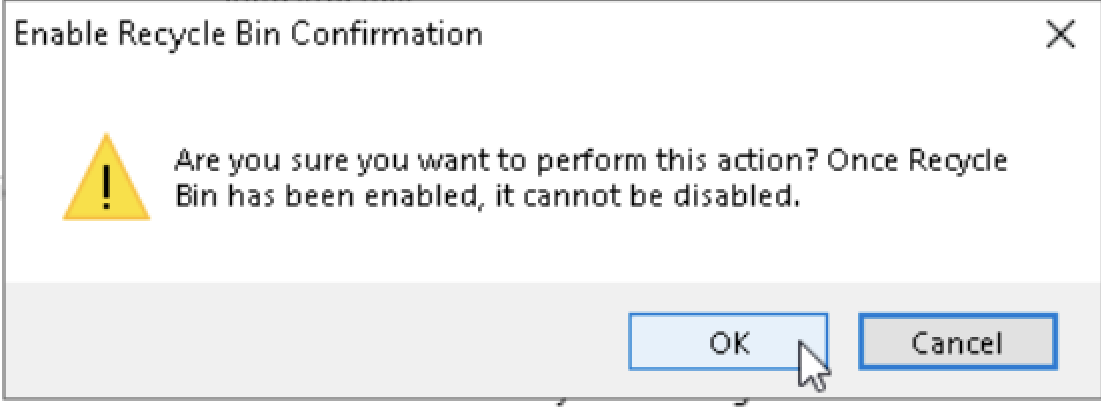 Enable Recycle Bin Confirmation
Are you sure you want to perform this action? Once Recycle
Bin has been enabled, it cannot be disabled.
OK
Cancel